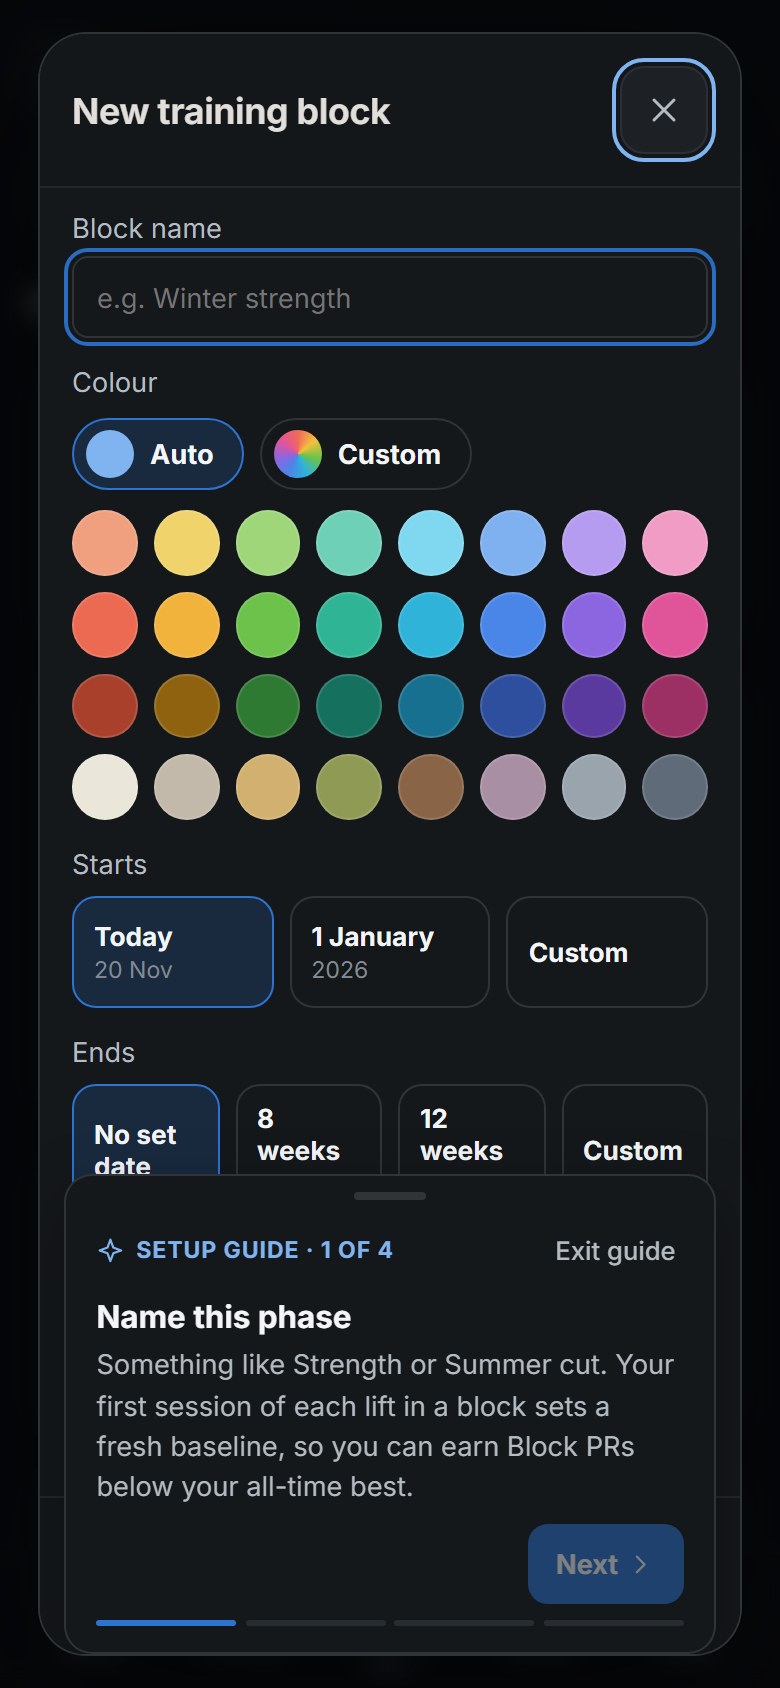 New training block
Block name
e.g. Winter strength
Colour
Auto
Custom
Starts
Today
20 Nov
1 January
2026
Custom
Ends
No set
date
8
weeks
12
weeks
Custom
SETUP GUIDE · 1 OF 4
Exit guide
Name this phase
Something like Strength or Summer cut. Your
first session of each lift in a block sets a
fresh baseline, so you can earn Block PRs
below your all-time best.
Next